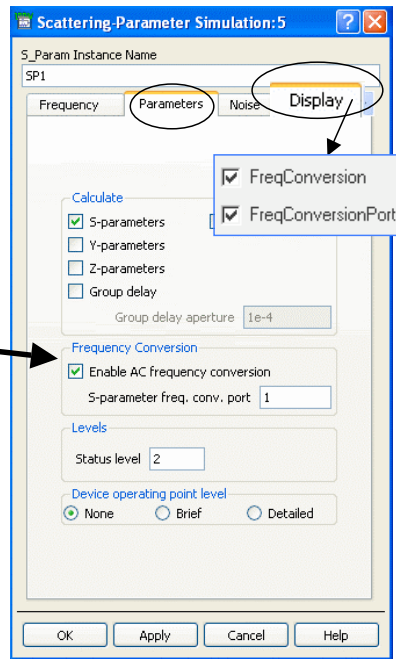 Scattering-Parameter Simulation:5
S_Param Instance Name
SP1
Frequency Parameters Noise Display
FreqConversion
FreqConversionPort
Calculate
S-parameters
Y-parameters
Z-parameters
Group delay
Group delay aperture 1e-4
Frequency Conversion
Enable AC frequency conversion
S-parameter freq. conv. port 1
Levels
Status level 2
Device operating point level
None Brief Detailed
OK Apply Cancel Help